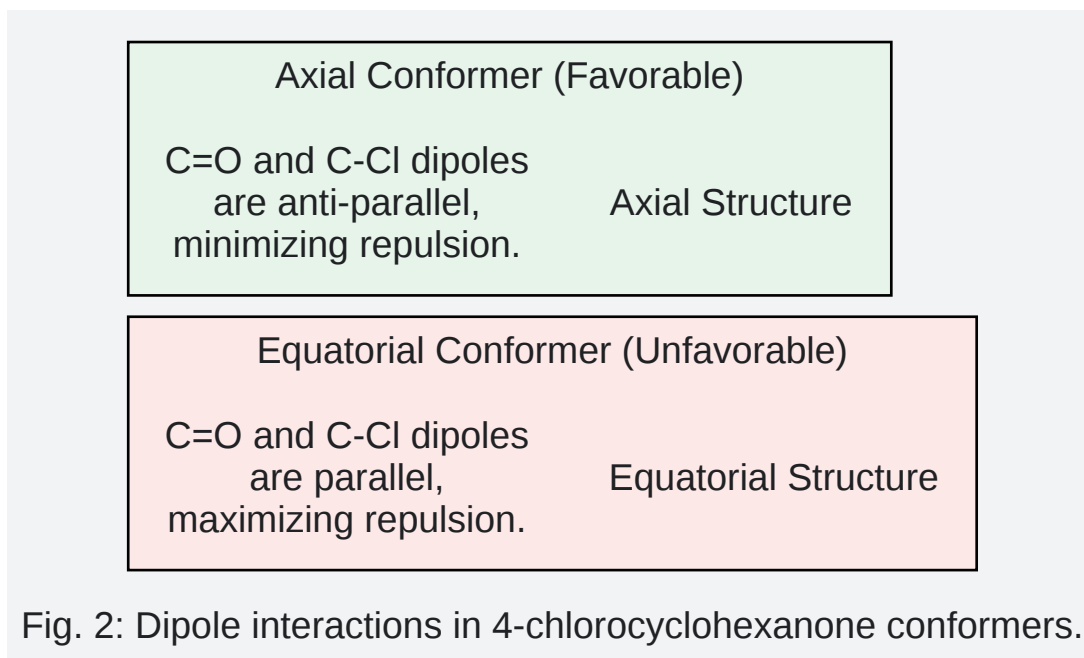 Axial Conformer (Favorable)
C=O and C-Cl dipoles
are anti-parallel,
minimizing repulsion.
Axial Structure
Equatorial Conformer (Unfavorable)
C=O and C-Cl dipoles
are parallel,
maximizing repulsion.
Equatorial Structure
Fig. 2: Dipole interactions in 4-chlorocyclohexanone conformers.